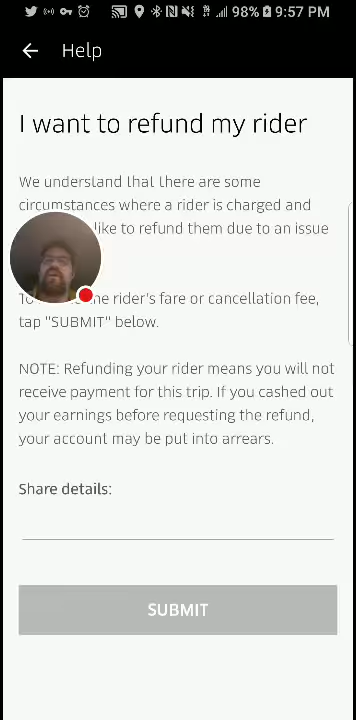 98% 9:57 PM
Help
I want to refund my rider
We understand that there are some
circumstances where a rider is charged and
like to refund them due to an issue
To the rider's fare or cancellation fee,
tap "SUBMIT" below.
NOTE: Refunding your rider means you will not
receive payment for this trip. If you cashed out
your earnings before requesting the refund,
your account may be put into arrears.
Share details:
SUBMIT